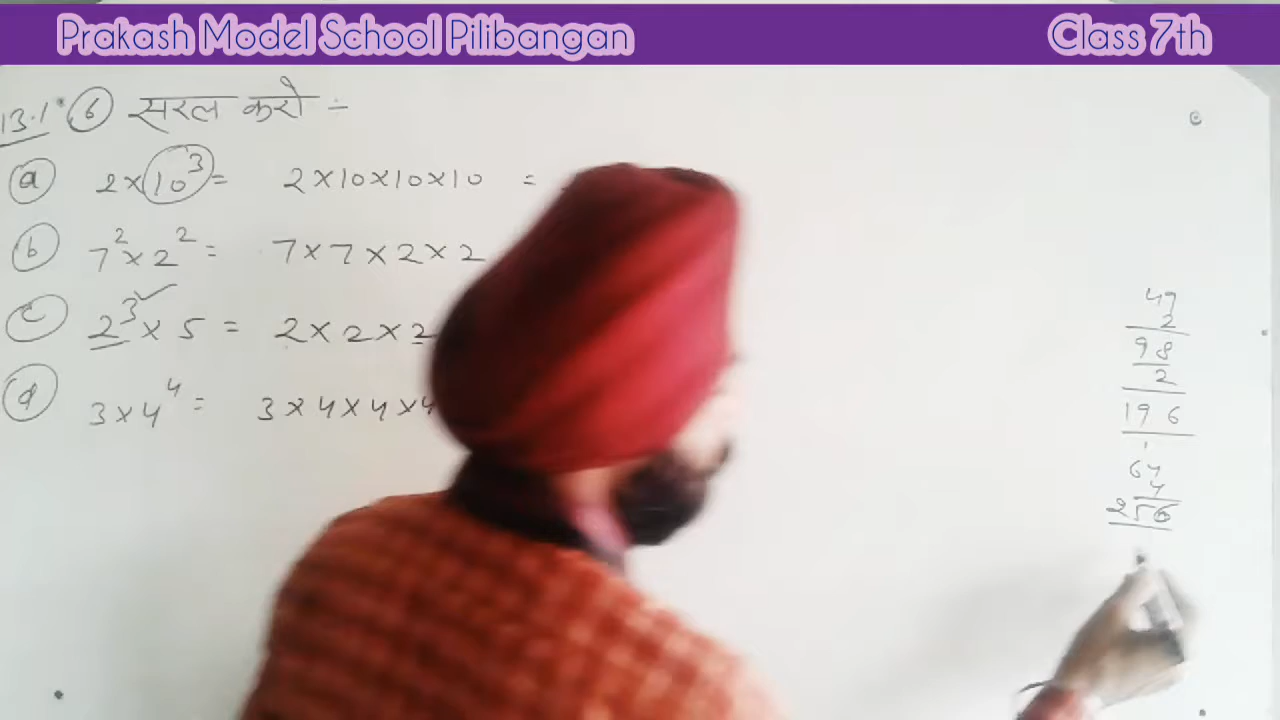 Prakash Model School Pilibangan Class 7th
13.1 6 सरल करो :-
a 2 × 10³ = 2 × 10 × 10 × 10 =
b 7² × 2² = 7 × 7 × 2 × 2
c 2³ × 5 = 2 × 2 × 2
d 3 × 4⁴ = 3 × 4 × 4 × 4
49
2
98
2
196
1
64
4
256